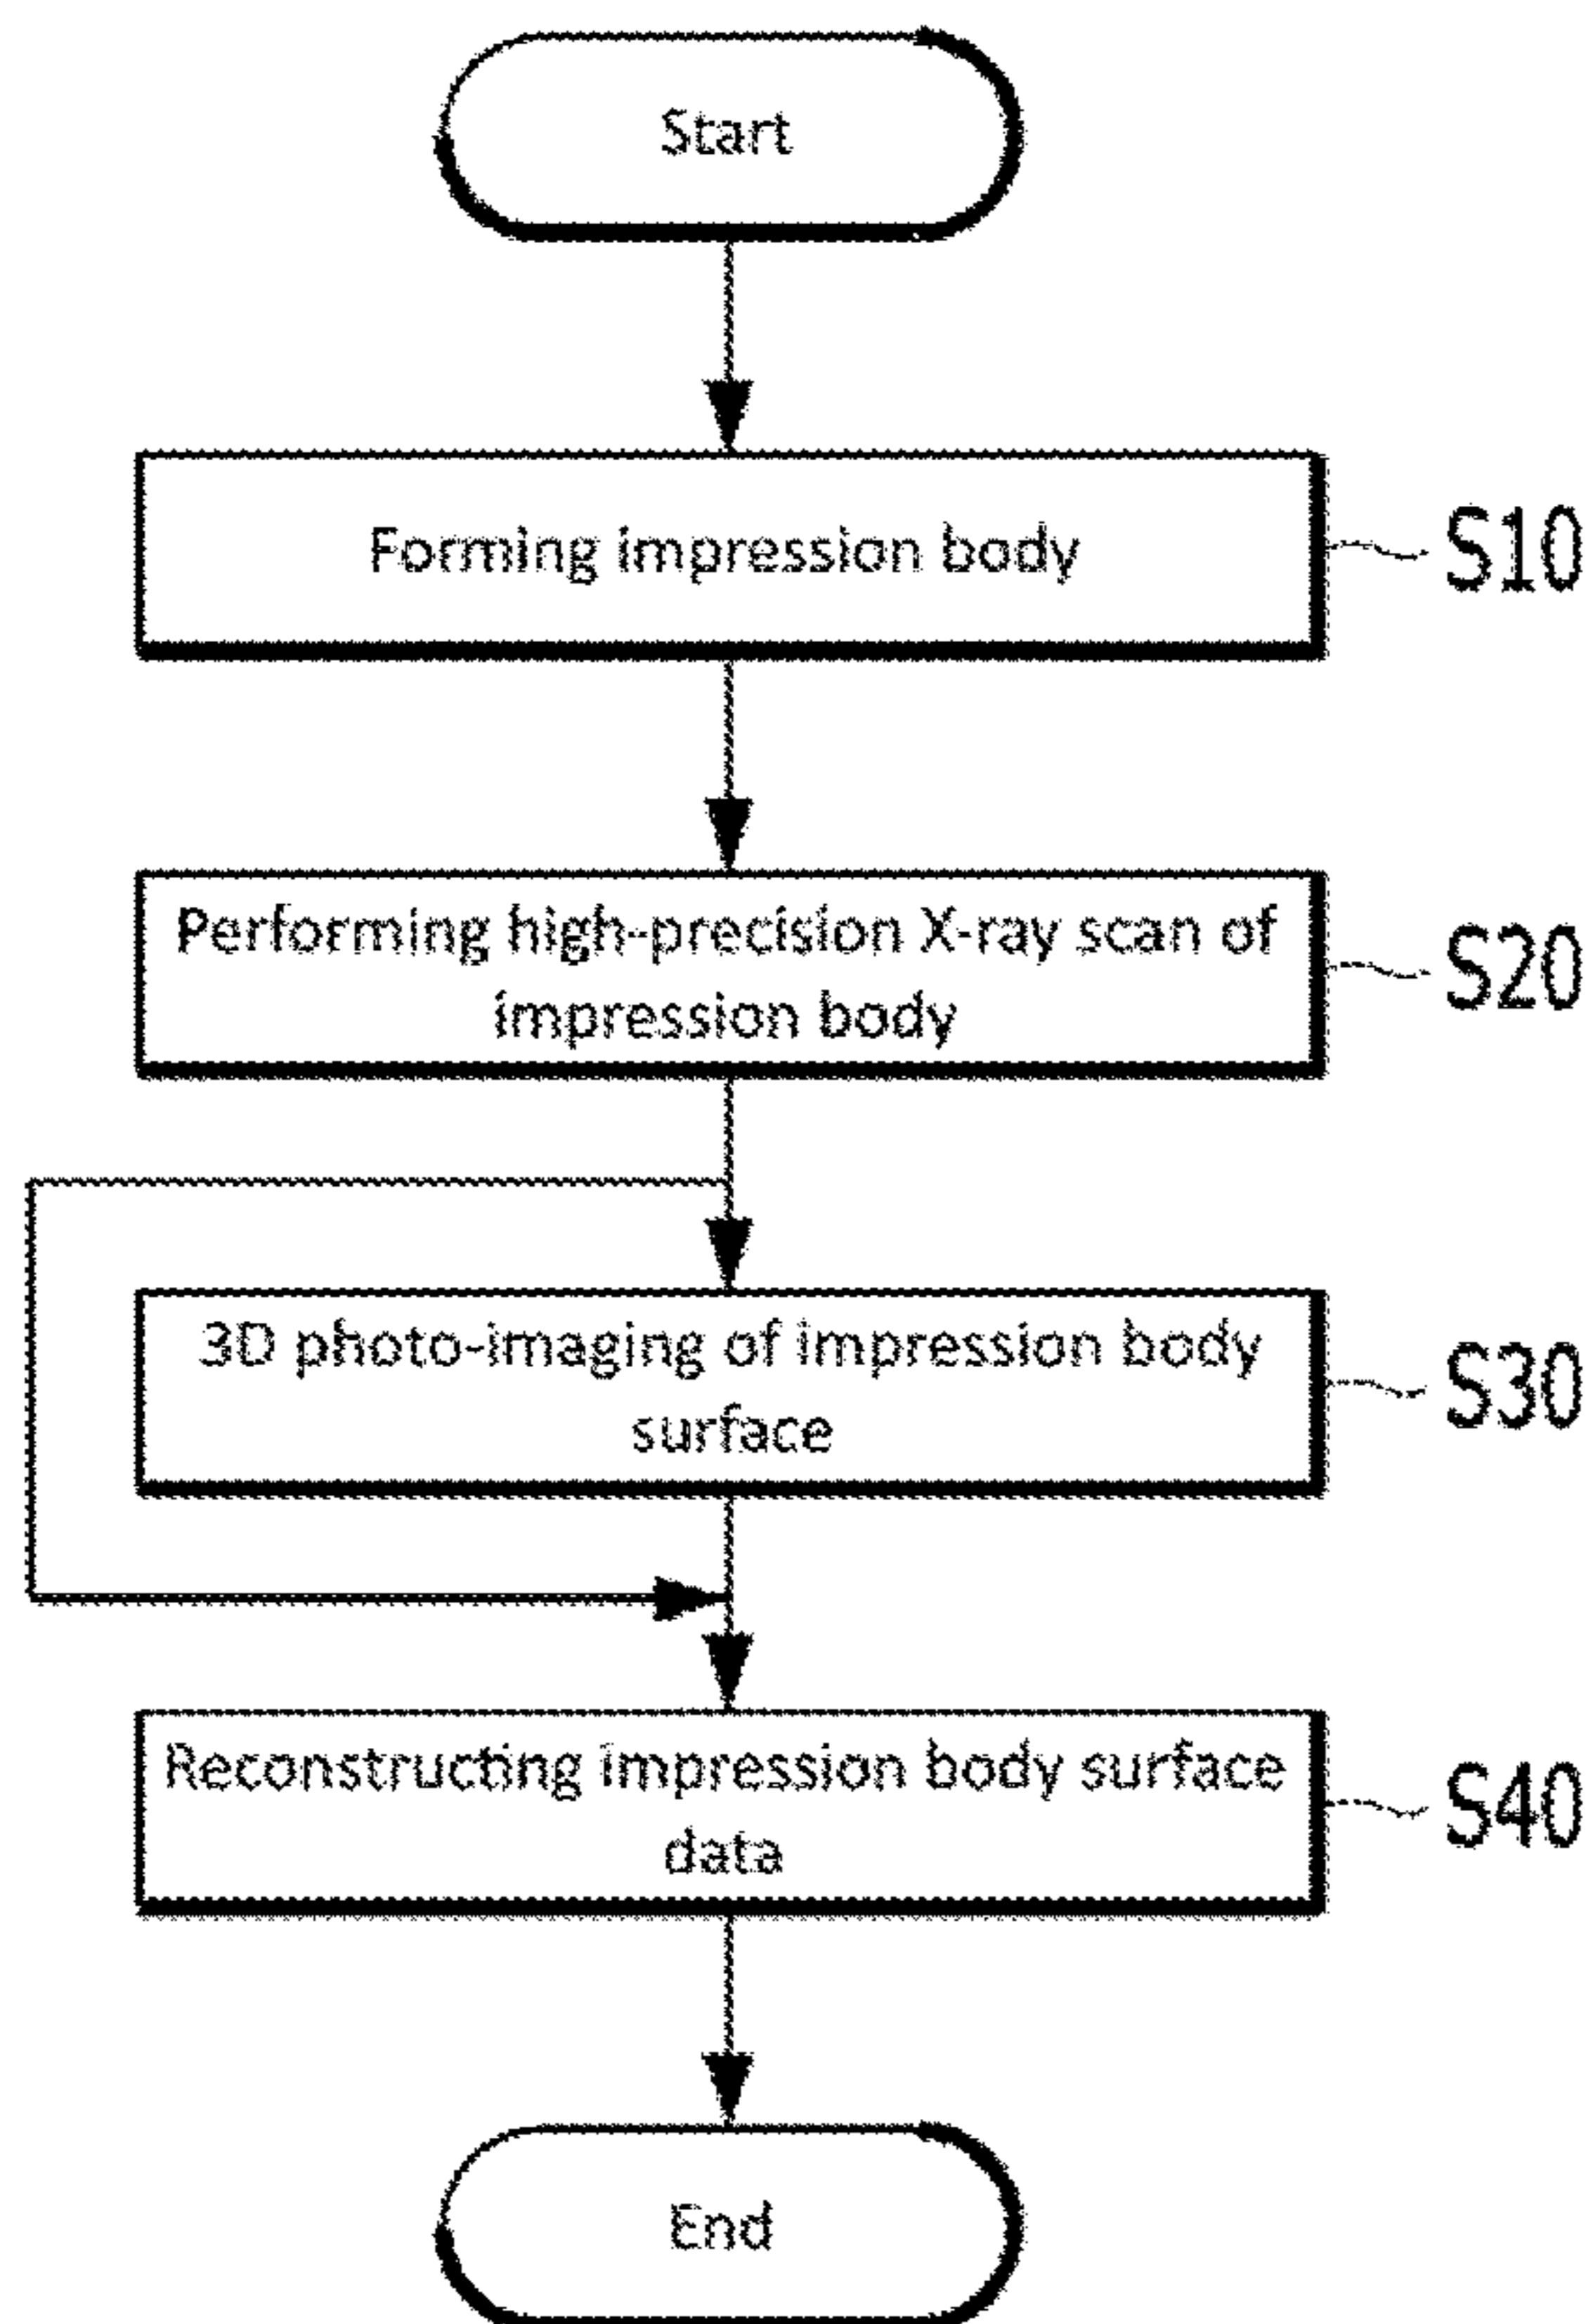 Start
Forming impression body
S10
Performing high-precision X-ray scan of
impression body
S20
3D photo-imaging of impression body
surface
S30
Reconstructing impression body surface
data
S40
End